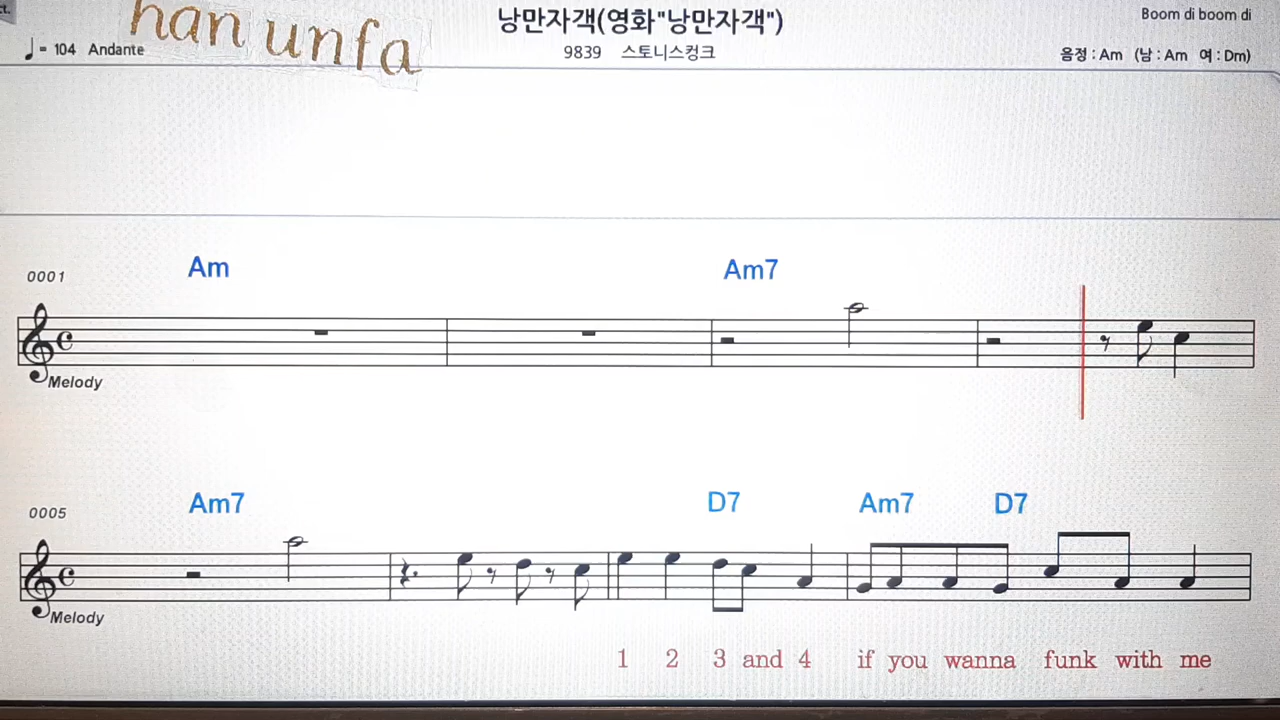 ct.
han unfa
낭만자객(영화"낭만자객")
Boom di boom di
♩ = 104 Andante
9839 스토니스컹크
음정 : Am (남 : Am 여 : Dm)
0001 Am Am7
Melody
0005 Am7 D7 Am7 D7
Melody
1 2 3 and 4 if you wanna funk with me